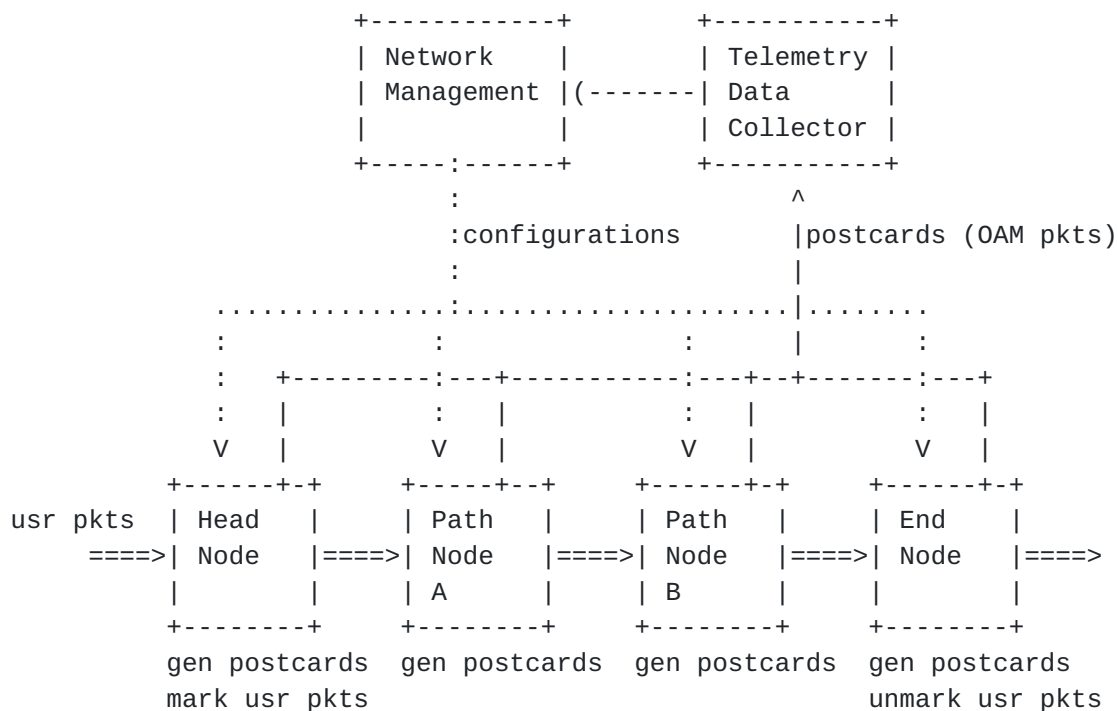 Network Telemetry
Management Data
Collector
configurations postcards (OAM pkts)
V V V V
usr pkts Head Path Path End
Node Node Node Node
A B
gen postcards gen postcards gen postcards gen postcards
mark usr pkts unmark usr pkts